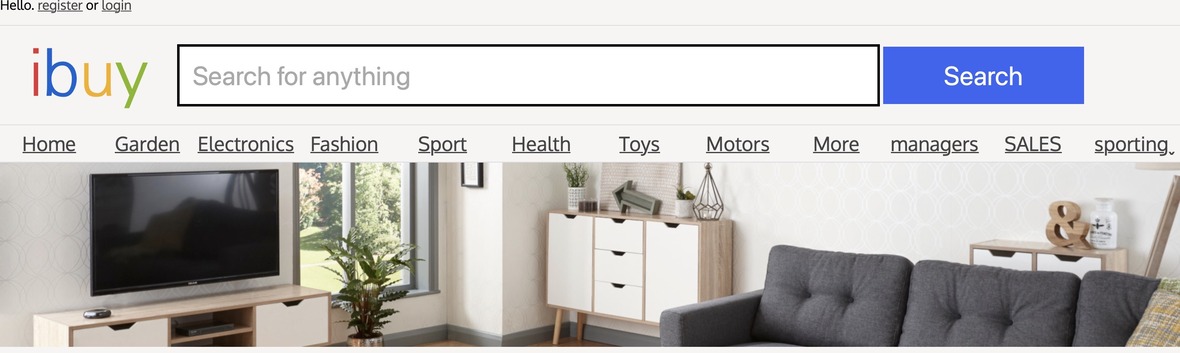 Hello. register or login
ibuy
Search for anything
Search
Home Garden Electronics Fashion Sport Health Toys Motors More managers SALES sporting
&